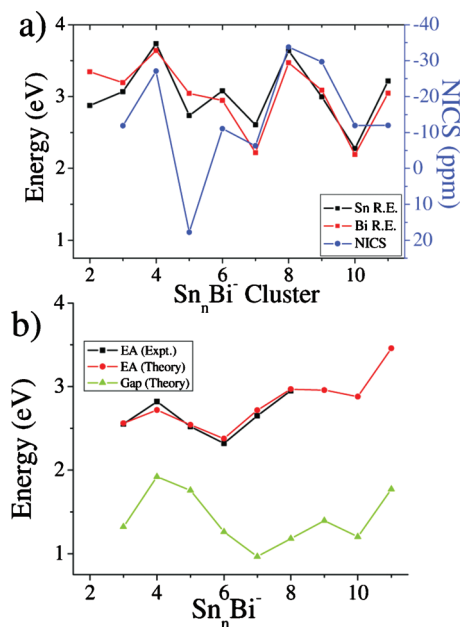 a)
4
3
2
1
Energy (eV)
-40
-30
-20
-10
0
10
20
NICS (ppm)
Sn R.E.
Bi R.E.
NICS
2 4 6 8 10
SnₙBi⁻ Cluster
b)
4
3
2
1
Energy (eV)
EA (Expt.)
EA (Theory)
Gap (Theory)
2 4 6 8 10
SnₙBi⁻